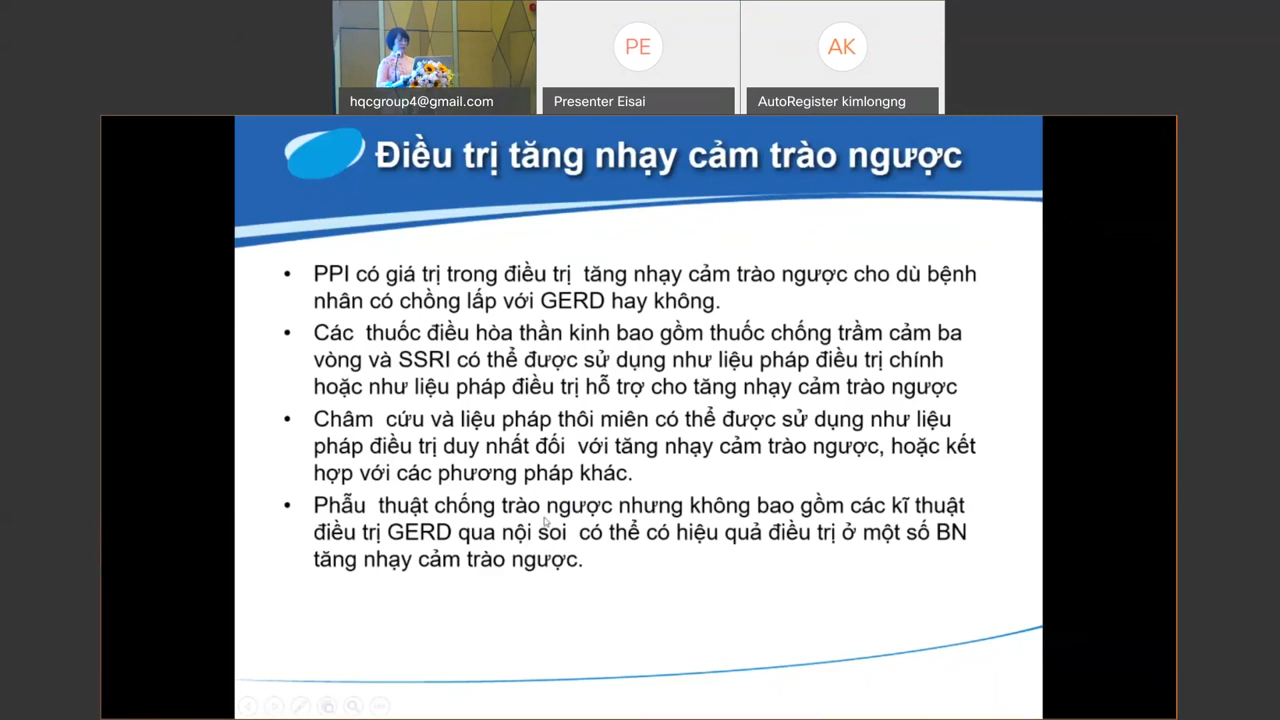 PE
AK
hqcgroup4@gmail.com
Presenter Eisai
AutoRegister kimlongng
Điều trị tăng nhạy cảm trào ngược
• PPI có giá trị trong điều trị tăng nhạy cảm trào ngược cho dù bệnh
nhân có chồng lấp với GERD hay không.
• Các thuốc điều hòa thần kinh bao gồm thuốc chống trầm cảm ba
vòng và SSRI có thể được sử dụng như liệu pháp điều trị chính
hoặc như liệu pháp điều trị hỗ trợ cho tăng nhạy cảm trào ngược
• Châm cứu và liệu pháp thôi miên có thể được sử dụng như liệu
pháp điều trị duy nhất đối với tăng nhạy cảm trào ngược, hoặc kết
hợp với các phương pháp khác.
• Phẫu thuật chống trào ngược nhưng không bao gồm các kĩ thuật
điều trị GERD qua nội soi có thể có hiệu quả điều trị ở một số BN
tăng nhạy cảm trào ngược.